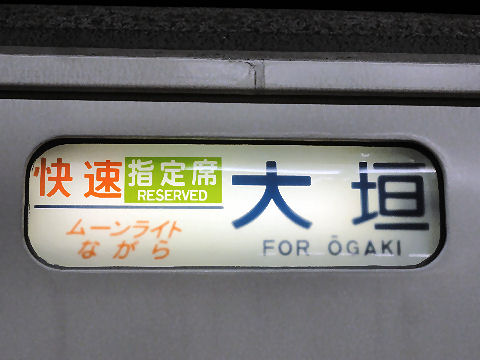 快速
指定席
RESERVED
ムーンライト
ながら
大垣
FOR ŌGAKI